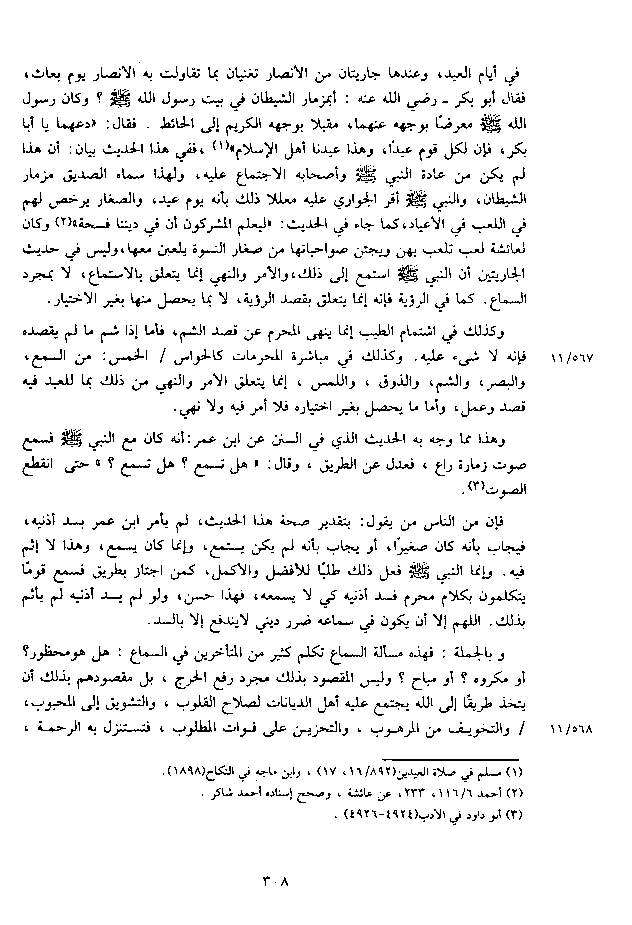 في أيام العيد، وعندها جاريتان من الأنصار تغنيان بما تقاولت به الأنصار يوم بعاث،
فقال أبو بكر ـ رضي الله عنه : أبمزمار الشيطان في بيت رسول الله ﷺ ؟ وكان رسول
الله ﷺ معرضًا بوجهه عنهما، مقبلا بوجهه الكريم إلى الحائط . فقال: «دعهما يا أبا
بكر، فإن لكل قوم عيدًا، وهذا عيدنا أهل الإسلام»(١) ،ففي هذا الحديث بيان: أن هذا
لم يكن من عادة النبي ﷺ وأصحابه الاجتماع عليه، ولهذا سماه الصديق مزمار
الشيطان، والنبي ﷺ أقر الجواري عليه معللا ذلك بأنه يوم عيد، والصغار يرخص لهم
في اللعب في الأعياد،كما جاء في الحديث: «ليعلم المشركون أن في ديننا فسحة»(٢) وكان
لعائشة لعب تلعب بهن ويجئن صواحباتها من صغار النسوة يلعبن معها،وليس في حديث
الجاريتين أن النبي ﷺ استمع إلى ذلك،والأمر والنهي إنما يتعلق بالاستماع، لا بمجرد
السماع. كما في الرؤية فإنه إنما يتعلق بقصد الرؤية، لا بما يحصل منها بغير الاختيار.
وكذلك في اشتمام الطيب إنما ينهى المحرم عن قصد الشم، فأما إذا شم ما لم يقصده
١١/٥٦٧ فإنه لا شىء عليه. وكذلك في مباشرة المحرمات كالحواس / الخمس: من السمع،
والبصر، والشم، والذوق ، واللمس ، إنما يتعلق الأمر والنهي من ذلك بما للعبد فيه
قصد وعمل، وأما ما يحصل بغير اختياره فلا أمر فيه ولا نهي.
وهذا مما وجه به الحديث الذي في السنن عن ابن عمر:أنه كان مع النبي ﷺ فسمع
صوت زمارة راع ، فعدل عن الطريق ، وقال: « هل تسمع ؟ هل تسمع ؟ » حتى انقطع
الصوت(٣).
فإن من الناس من يقول: بتقدير صحة هذا الحديث، لم يأمر ابن عمر بسد أذنيه،
فيجاب بأنه كان صغيرًا، أو يجاب بأنه لم يكن يستمع، وإنما كان يسمع، وهذا لا إثم
فيه. وإنما النبي ﷺ فعل ذلك طلبًا للأفضل والأكمل، كمن اجتاز بطريق فسمع قومًا
يتكلمون بكلام محرم فسد أذنيه كي لا يسمعه، فهذا حسن، ولو لم يسد أذنيه لم يأثم
بذلك. اللهم إلا أن يكون في سماعه ضرر ديني لايندفع إلا بالسد.
و بالجملة : فهذه مسألة السماع تكلم كثير من المتأخرين في السماع : هل هومحظور؟
أو مكروه ؟ أو مباح ؟ وليس المقصود بذلك مجرد رفع الحرج ، بل مقصودهم بذلك أن
يتخذ طريقًا إلى الله يجتمع عليه أهل الديانات لصلاح القلوب ، والتشويق إلى المحبوب،
١١/٥٦٨ / والتخويف من المرهوب ، والتحزين على فوات المطلوب ، فتستنزل به الرحمة ،
(١) مسلم في صلاة العيدين(١٦/٨٩٢، ١٧) ، وابن ماجه في النكاح(١٨٩٨).
(٢) أحمد ١١٦/٦، ٢٣٣، عن عائشة ، وصحح إسناده أحمد شاكر .
(٣) أبو داود في الأدب(٤٩٢٤-٤٩٢٦) .
٣٠٨